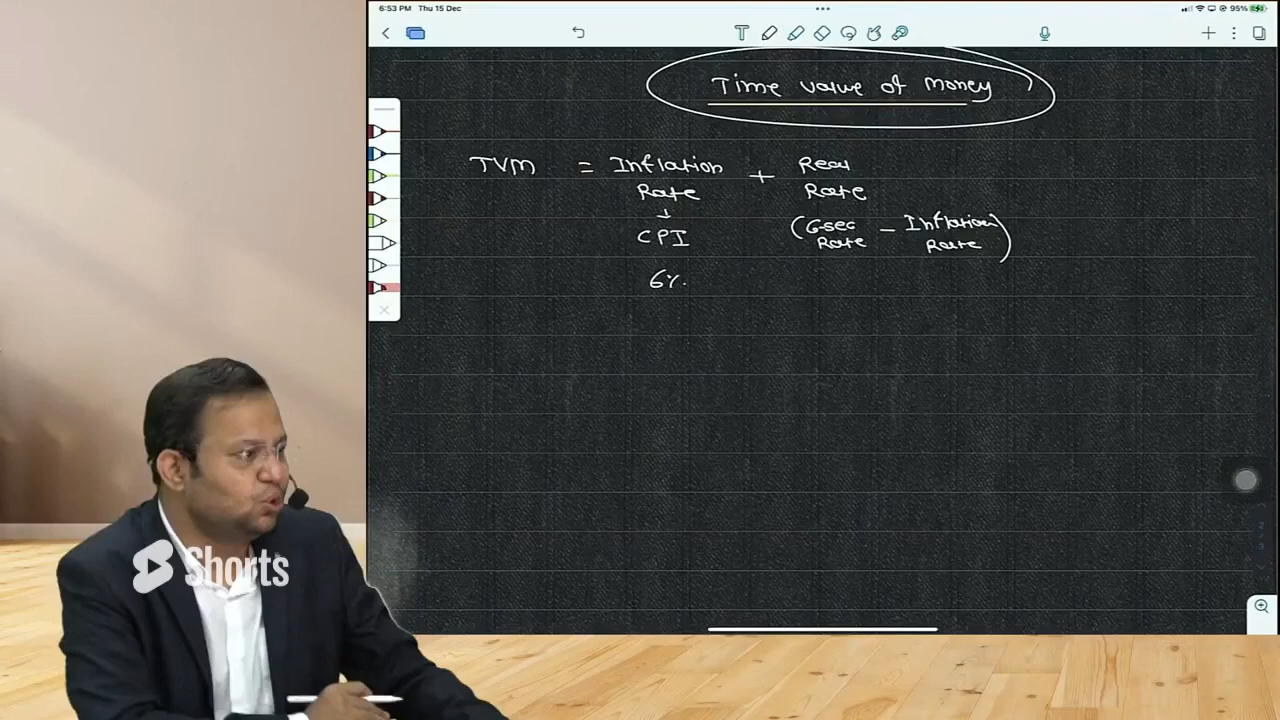 6:53 PM Thu 15 Dec
95%
Time value of money
TVM = Inflation Rate + Real Rate
CPI
(G-sec Rate - Inflation Rate)
6%.
Shorts